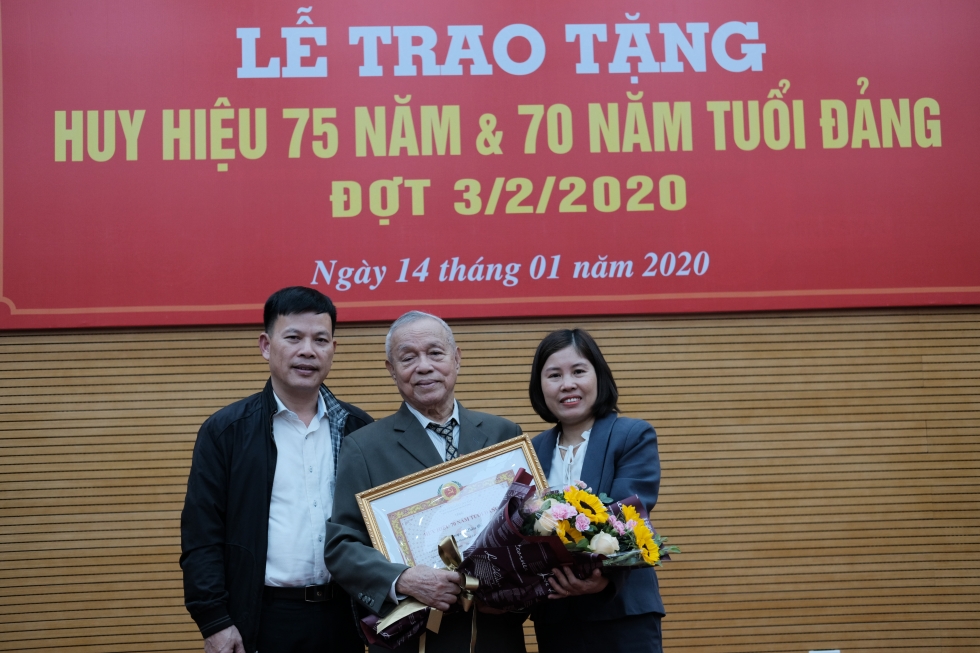 LỄ TRAO TẶNG
HUY HIỆU 75 NĂM & 70 NĂM TUỔI ĐẢNG
ĐỢT 3/2/2020
Ngày 14 tháng 01 năm 2020